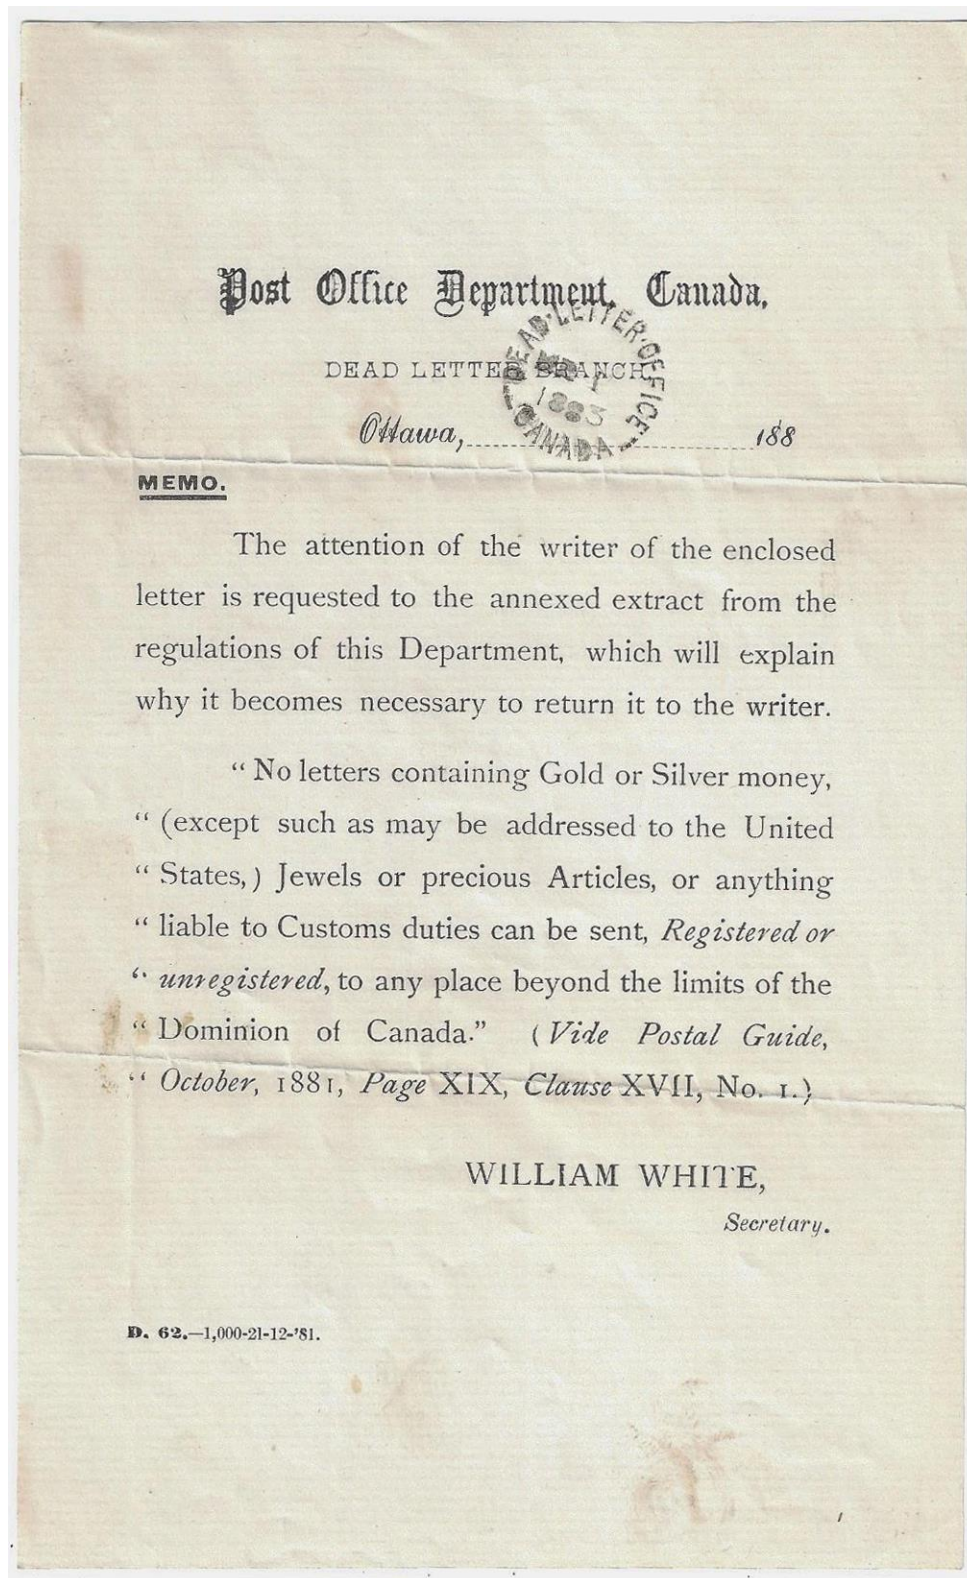 Post Office Department, Canada.
DEAD LETTER BRANCH,
DEAD·LETTER·OFFICE
1
1883
CANADA
Ottawa, 188
MEMO.
The attention of the writer of the enclosed
letter is requested to the annexed extract from the
regulations of this Department, which will explain
why it becomes necessary to return it to the writer.
“ No letters containing Gold or Silver money,
“ (except such as may be addressed to the United
“ States,) Jewels or precious Articles, or anything
“ liable to Customs duties can be sent, Registered or
“ unregistered, to any place beyond the limits of the
“ Dominion of Canada.” (Vide Postal Guide,
“ October, 1881, Page XIX, Clause XVII, No. 1.)
WILLIAM WHITE,
Secretary.
D. 62.—1,000-21-12-’81.